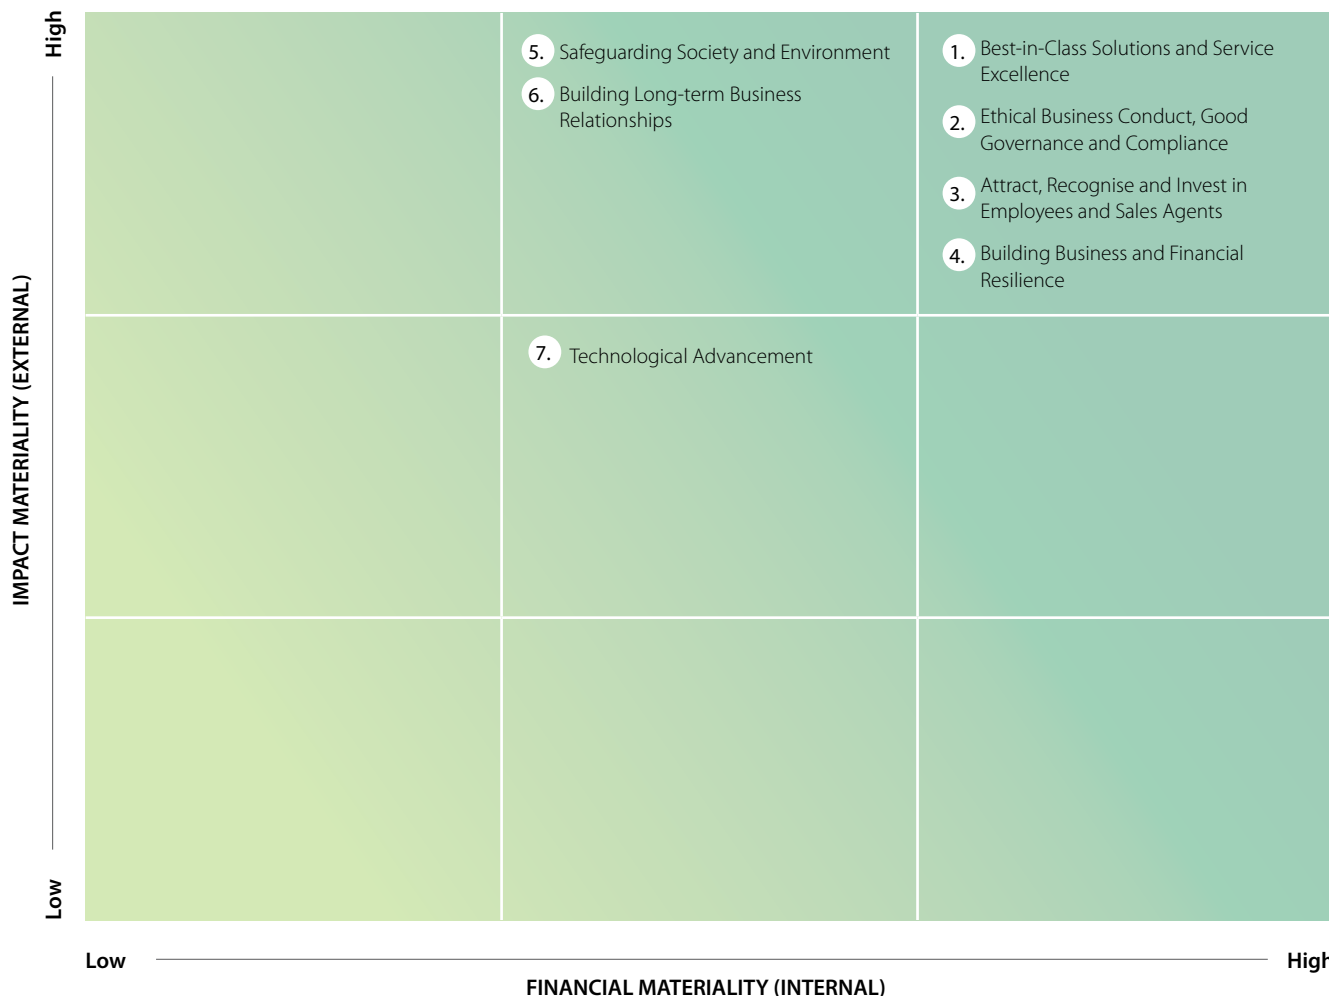 High
IMPACT MATERIALITY (EXTERNAL)
Low
5. Safeguarding Society and Environment
6. Building Long-term Business
Relationships
1. Best-in-Class Solutions and Service
Excellence
2. Ethical Business Conduct, Good
Governance and Compliance
3. Attract, Recognise and Invest in
Employees and Sales Agents
4. Building Business and Financial
Resilience
7. Technological Advancement
Low
High
FINANCIAL MATERIALITY (INTERNAL)